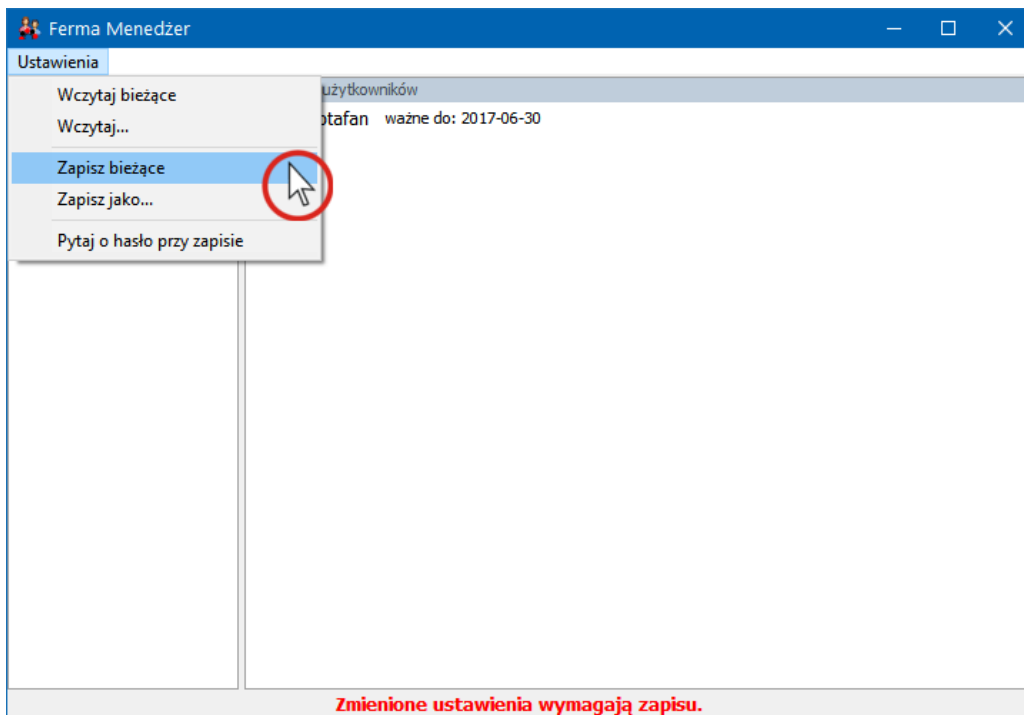 Ferma Menedżer
Ustawienia
użytkowników
Wczytaj bieżące
ważne do: 2017-06-30
Wczytaj...
Zapisz bieżące
Zapisz jako...
Pytaj o hasło przy zapisie
Zmienione ustawienia wymagają zapisu.